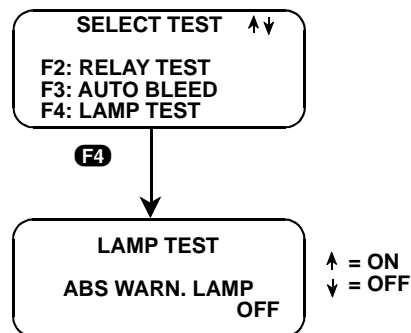 SELECT TEST ↑↓
F2: RELAY TEST
F3: AUTO BLEED
F4: LAMP TEST
F4
LAMP TEST
ABS WARN. LAMP
OFF
↑ = ON
↓ = OFF